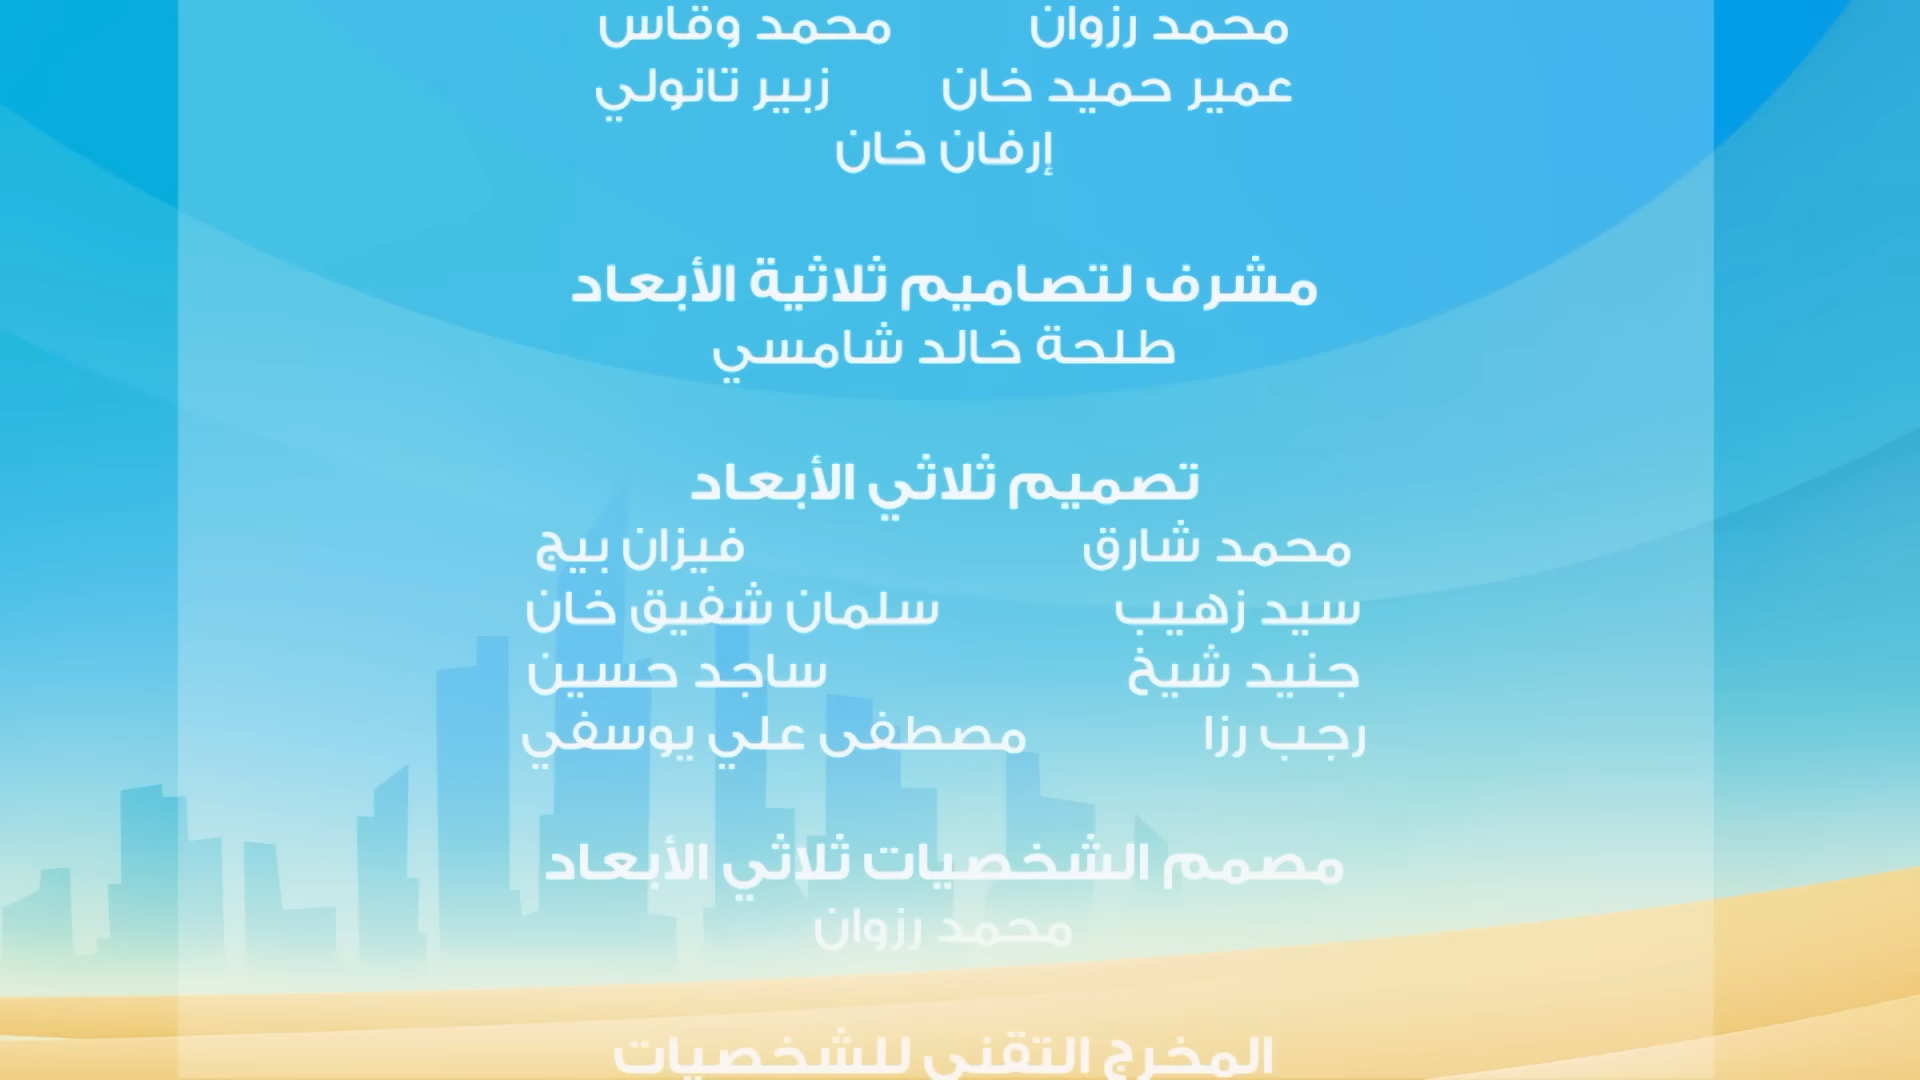 محمد رزوان محمد وقاس
عمير حميد خان زبير تانولي
إرفان خان
مشرف لتصاميم ثلاثية الأبعاد
طلحة خالد شامسي
تصميم ثلاثي الأبعاد
محمد شارق فيزان بيج
سيد زهيب سلمان شفيق خان
جنيد شيخ ساجد حسين
رجب رزا مصطفى علي يوسفي
مصمم الشخصيات ثلاثي الأبعاد
محمد رزوان
المخرج التقني للشخصيات